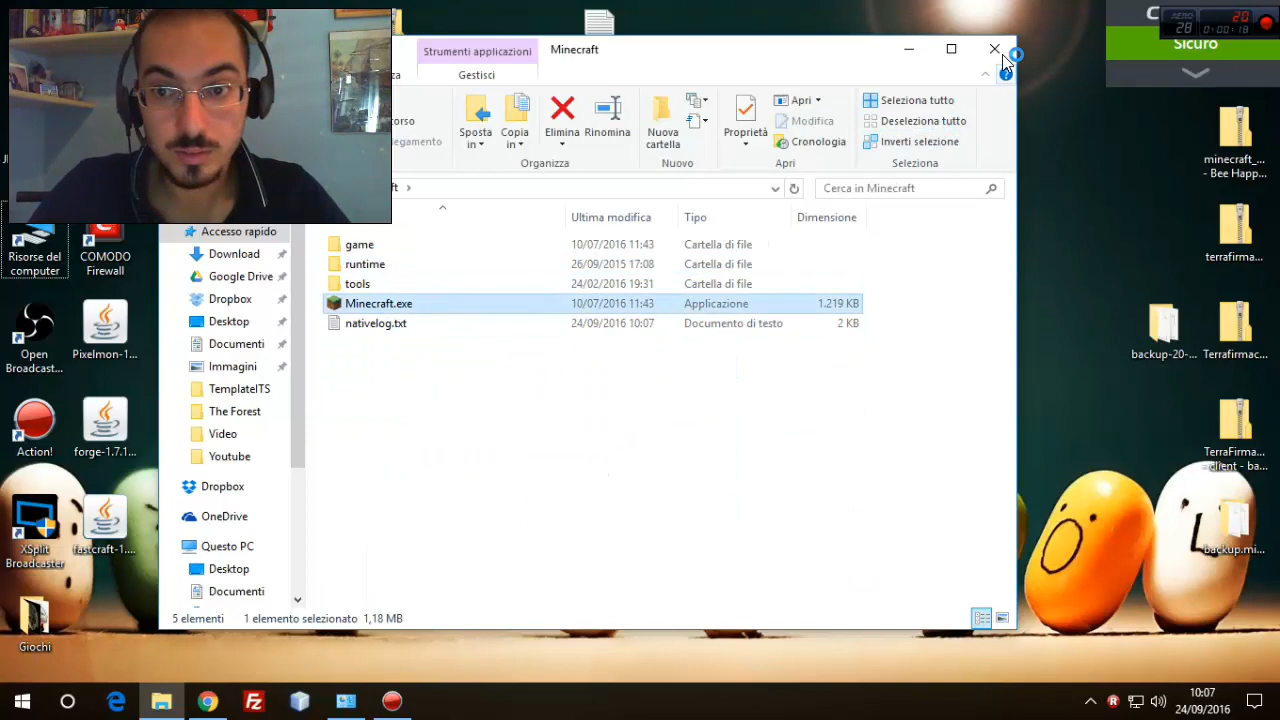 Strumenti applicazioni
Minecraft
Gestisci
Sposta
in
Copia
in
Elimina
Rinomina
Nuova
cartella
Proprietà
Apri
Modifica
Cronologia
Seleziona tutto
Deseleziona tutto
Inverti selezione
Organizza
Nuovo
Apri
Seleziona
Cerca in Minecraft
Ultima modifica
Tipo
Dimensione
Accesso rapido
Download
Google Drive
Dropbox
Desktop
Documenti
Immagini
TemplateITS
The Forest
Video
Youtube
Dropbox
OneDrive
Questo PC
Desktop
Documenti
game 10/07/2016 11:43 Cartella di file
runtime 26/09/2015 17:08 Cartella di file
tools 24/02/2016 19:31 Cartella di file
Minecraft.exe 10/07/2016 11:43 Applicazione 1.219 KB
nativelog.txt 24/09/2016 10:07 Documento di testo 2 KB
5 elementi 1 elemento selezionato 1,18 MB
Risorse del
computer
COMODO
Firewall
Open
Broadcast...
Pixelmon-1...
Action!
forge-1.7.1...
XSplit
Broadcaster
fastcraft-1....
Giochi
28
20
0:00:18
Sicuro
minecraft_...
- Bee Happ...
terrafirma...
backup-20-...
Terrafirmac...
TerraFirma...
- client - ba...
backup.mi...
10:07
24/09/2016